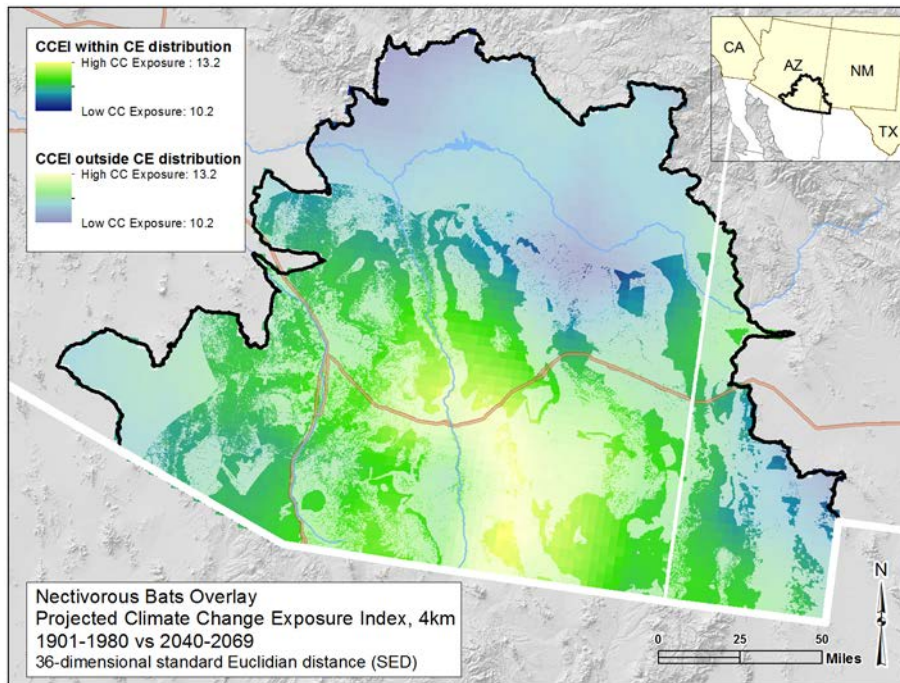 CCEI within CE distribution
High CC Exposure : 13.2
Low CC Exposure: 10.2
CCEI outside CE distribution
High CC Exposure : 13.2
Low CC Exposure: 10.2
CA
AZ
NM
TX
Nectivorous Bats Overlay
Projected Climate Change Exposure Index, 4km
1901-1980 vs 2040-2069
36-dimensional standard Euclidian distance (SED)
N
0 25 50
Miles